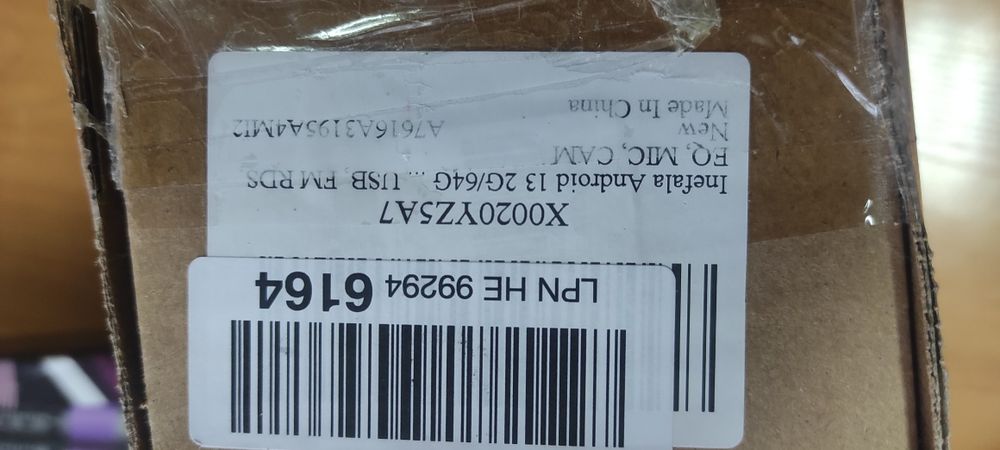 LPN HE 99294 6164
X0020YZ5A7
Inefala Android 13 2G/64G ... USB, FM RDS,
EQ, MIC, CAM
New A7616A3195A4MI2
Made In China